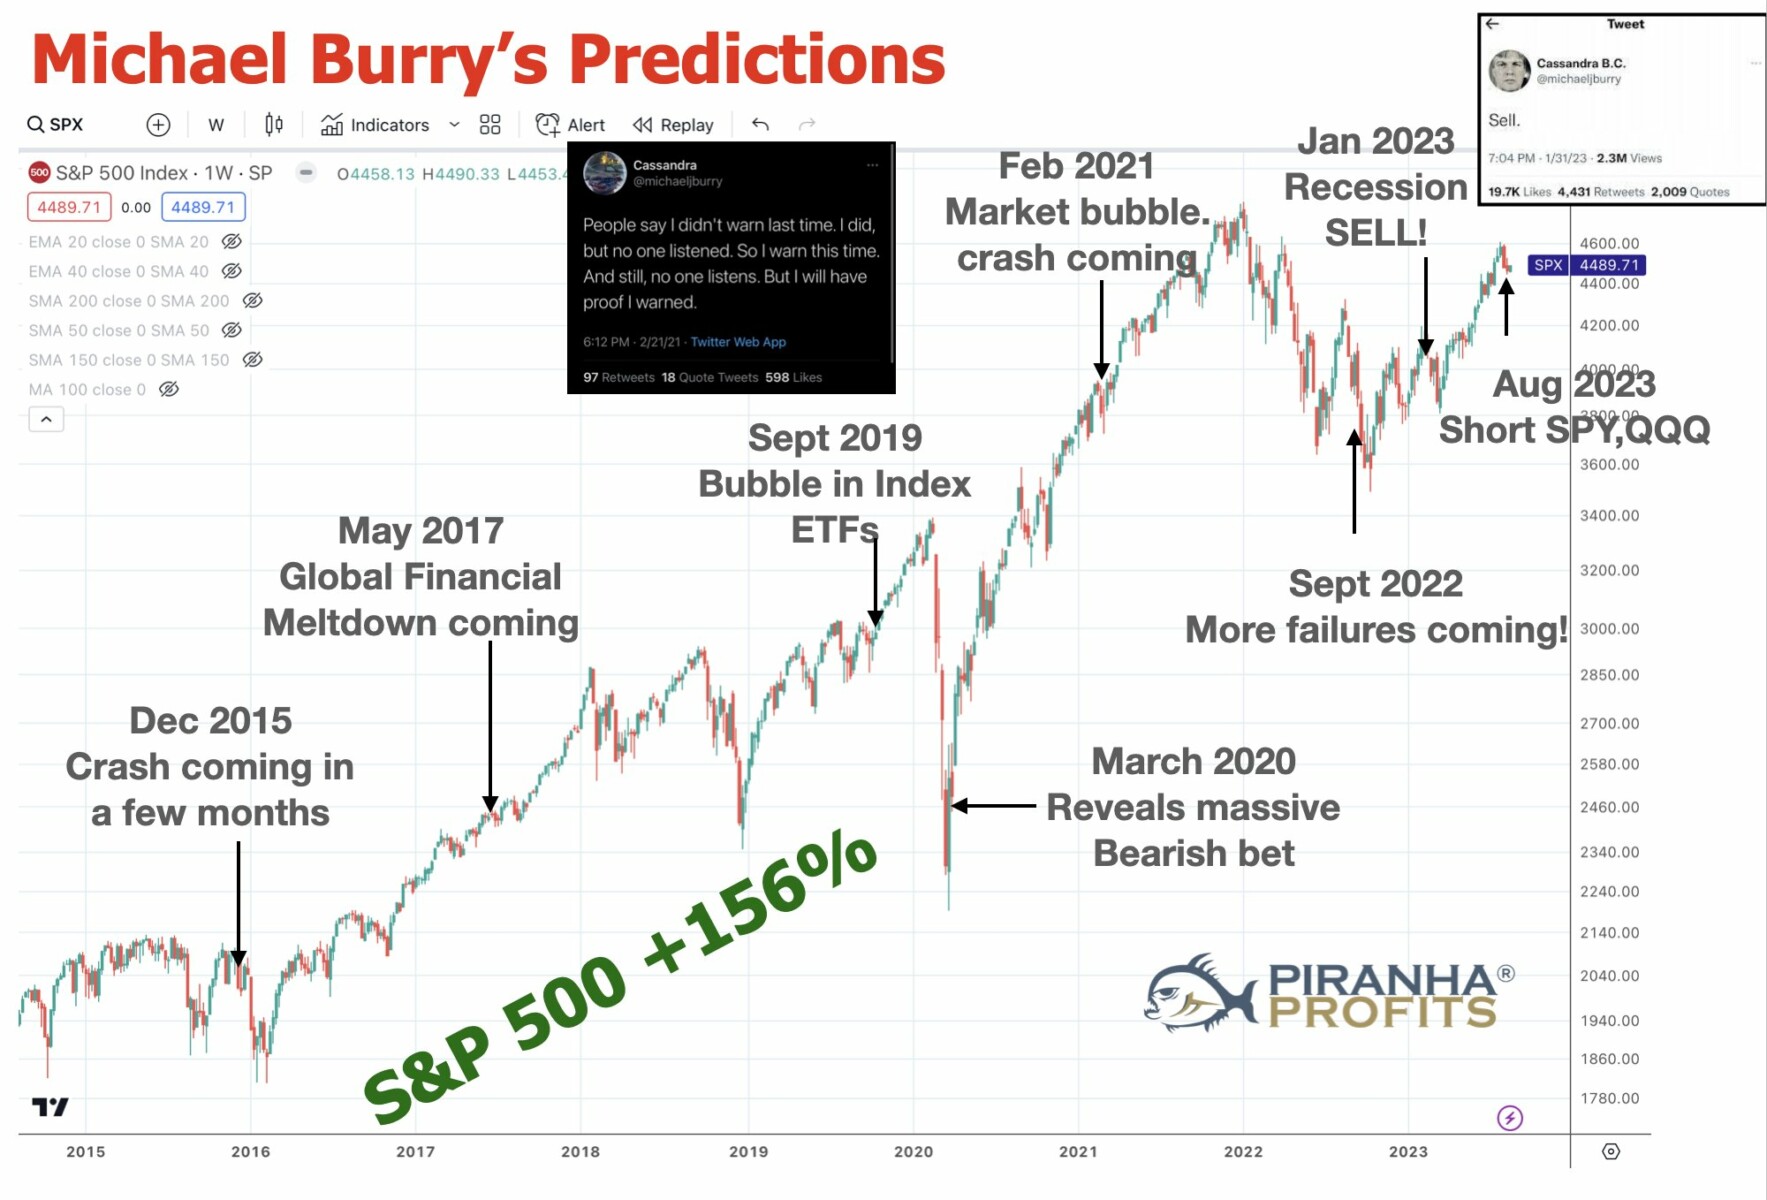 Michael Burry's Predictions
SPX
W
Indicators
Alert
Replay
500
S&P 500 Index · 1W · SP
O4458.13 H4490.33 L4453.4
4489.71
0.00
4489.71
EMA 20 close 0 SMA 20
EMA 40 close 0 SMA 40
SMA 200 close 0 SMA 200
SMA 50 close 0 SMA 50
SMA 150 close 0 SMA 150
MA 100 close 0
Cassandra
@michaeljburry
People say I didn't warn last time. I did,
but no one listened. So I warn this time.
And still, no one listens. But I will have
proof I warned.
6:12 PM · 2/21/21 · Twitter Web App
97 Retweets 18 Quote Tweets 598 Likes
Tweet
Cassandra B.C.
@michaeljburry
Sell.
7:04 PM · 1/31/23 · 2.3M Views
19.7K Likes 4,431 Retweets 2,009 Quotes
Dec 2015
Crash coming in
a few months
May 2017
Global Financial
Meltdown coming
Sept 2019
Bubble in Index
ETFs
March 2020
Reveals massive
Bearish bet
Feb 2021
Market bubble.
crash coming
Sept 2022
More failures coming!
Jan 2023
Recession
SELL!
Aug 2023
Short SPY,QQQ
S&P 500 +156%
PIRANHA®
PROFITS
4600.00
SPX 4489.71
4400.00
4200.00
4000.00
3800.00
3600.00
3400.00
3200.00
3000.00
2850.00
2700.00
2580.00
2460.00
2340.00
2240.00
2140.00
2040.00
1940.00
1860.00
1780.00
2015
2016
2017
2018
2019
2020
2021
2022
2023